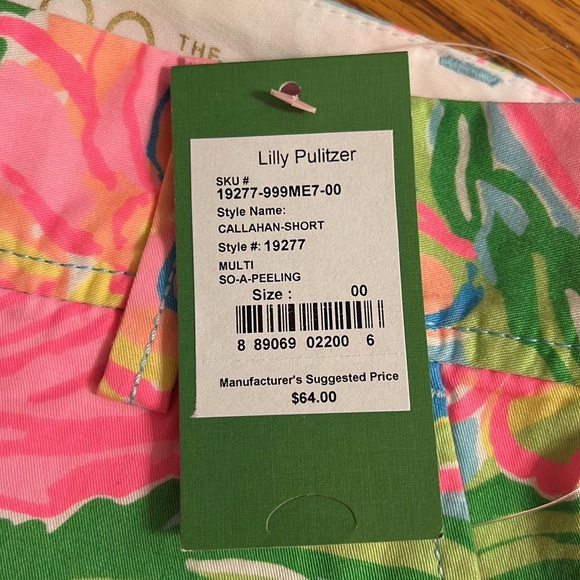 00 THE
Lilly Pulitzer
SKU #
19277-999ME7-00
Style Name:
CALLAHAN-SHORT
Style #: 19277
MULTI
SO-A-PEELING
Size : 00
8 89069 02200 6
Manufacturer's Suggested Price
$64.00